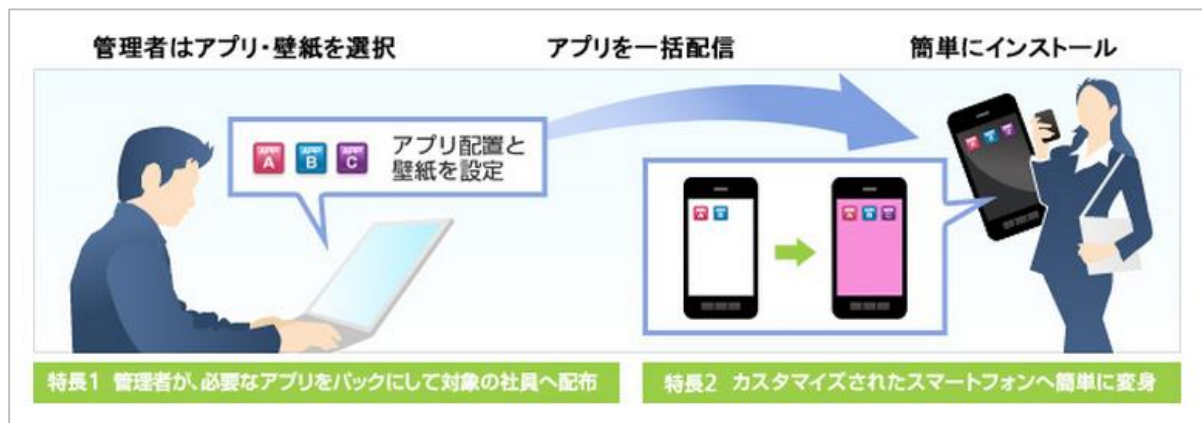 管理者はアプリ・壁紙を選択
アプリを一括配信
簡単にインストール
APP
A
APP
B
APP
C
アプリ配置と
壁紙を設定
特長1 管理者が、必要なアプリをパックにして対象の社員へ配布
特長2 カスタマイズされたスマートフォンへ簡単に変身